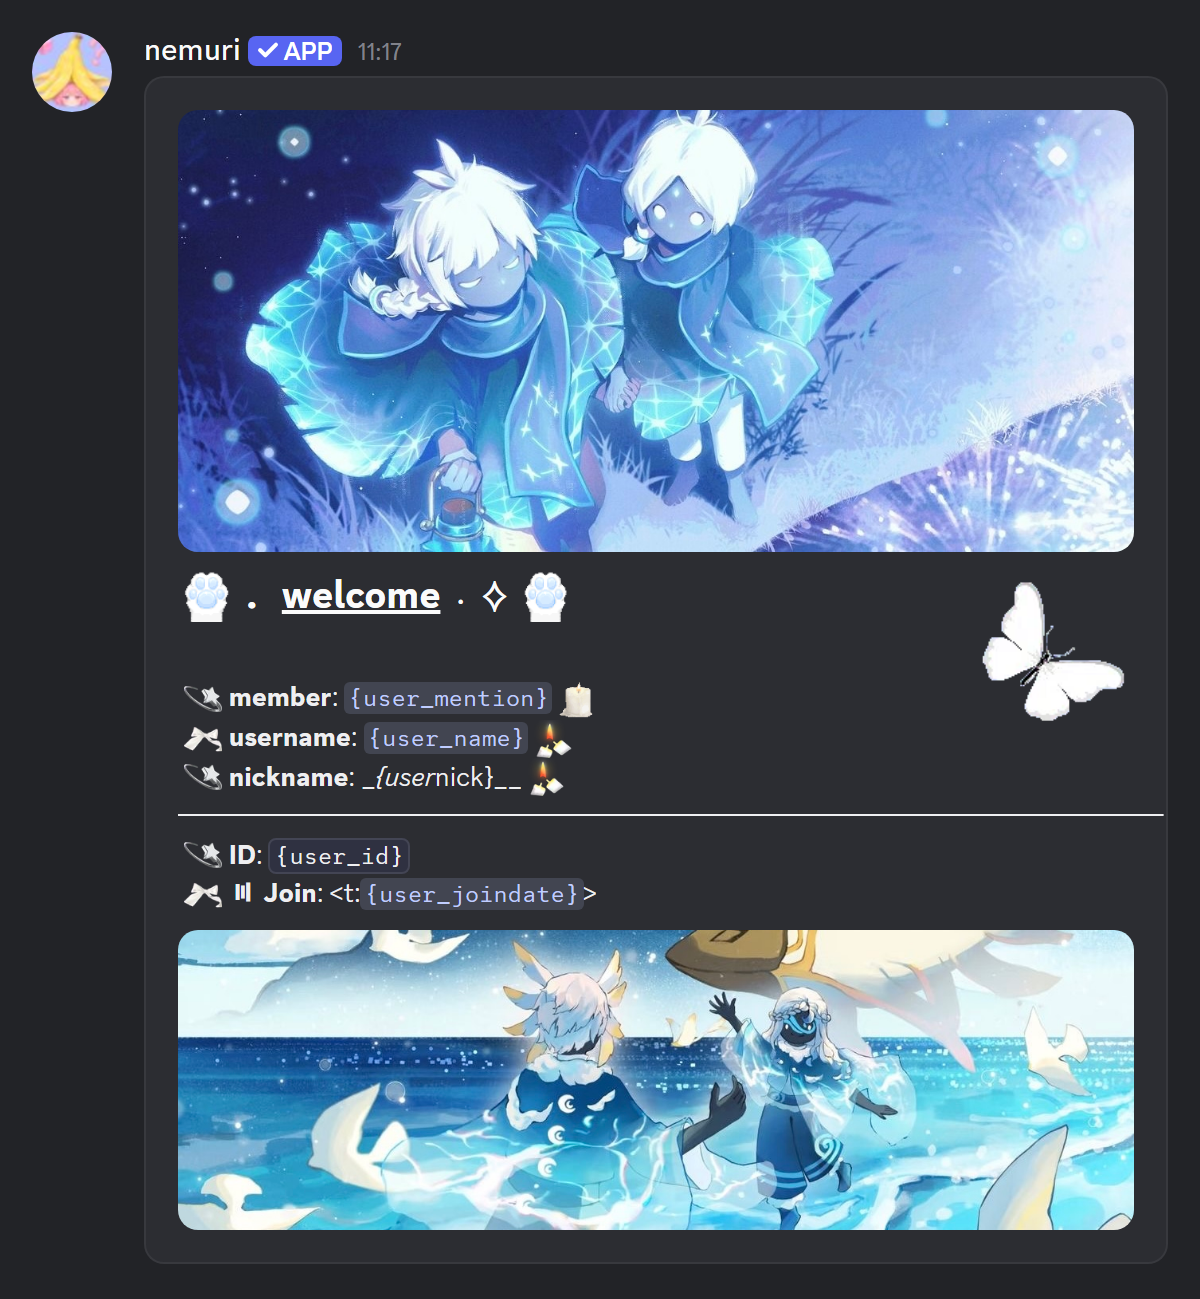 nemuri ✓ APP 11:17
. welcome · ✧
member: {user_mention}
username: {user_name}
nickname: _{usernick}__
ID: {user_id}
Join: <t:{user_joindate}>